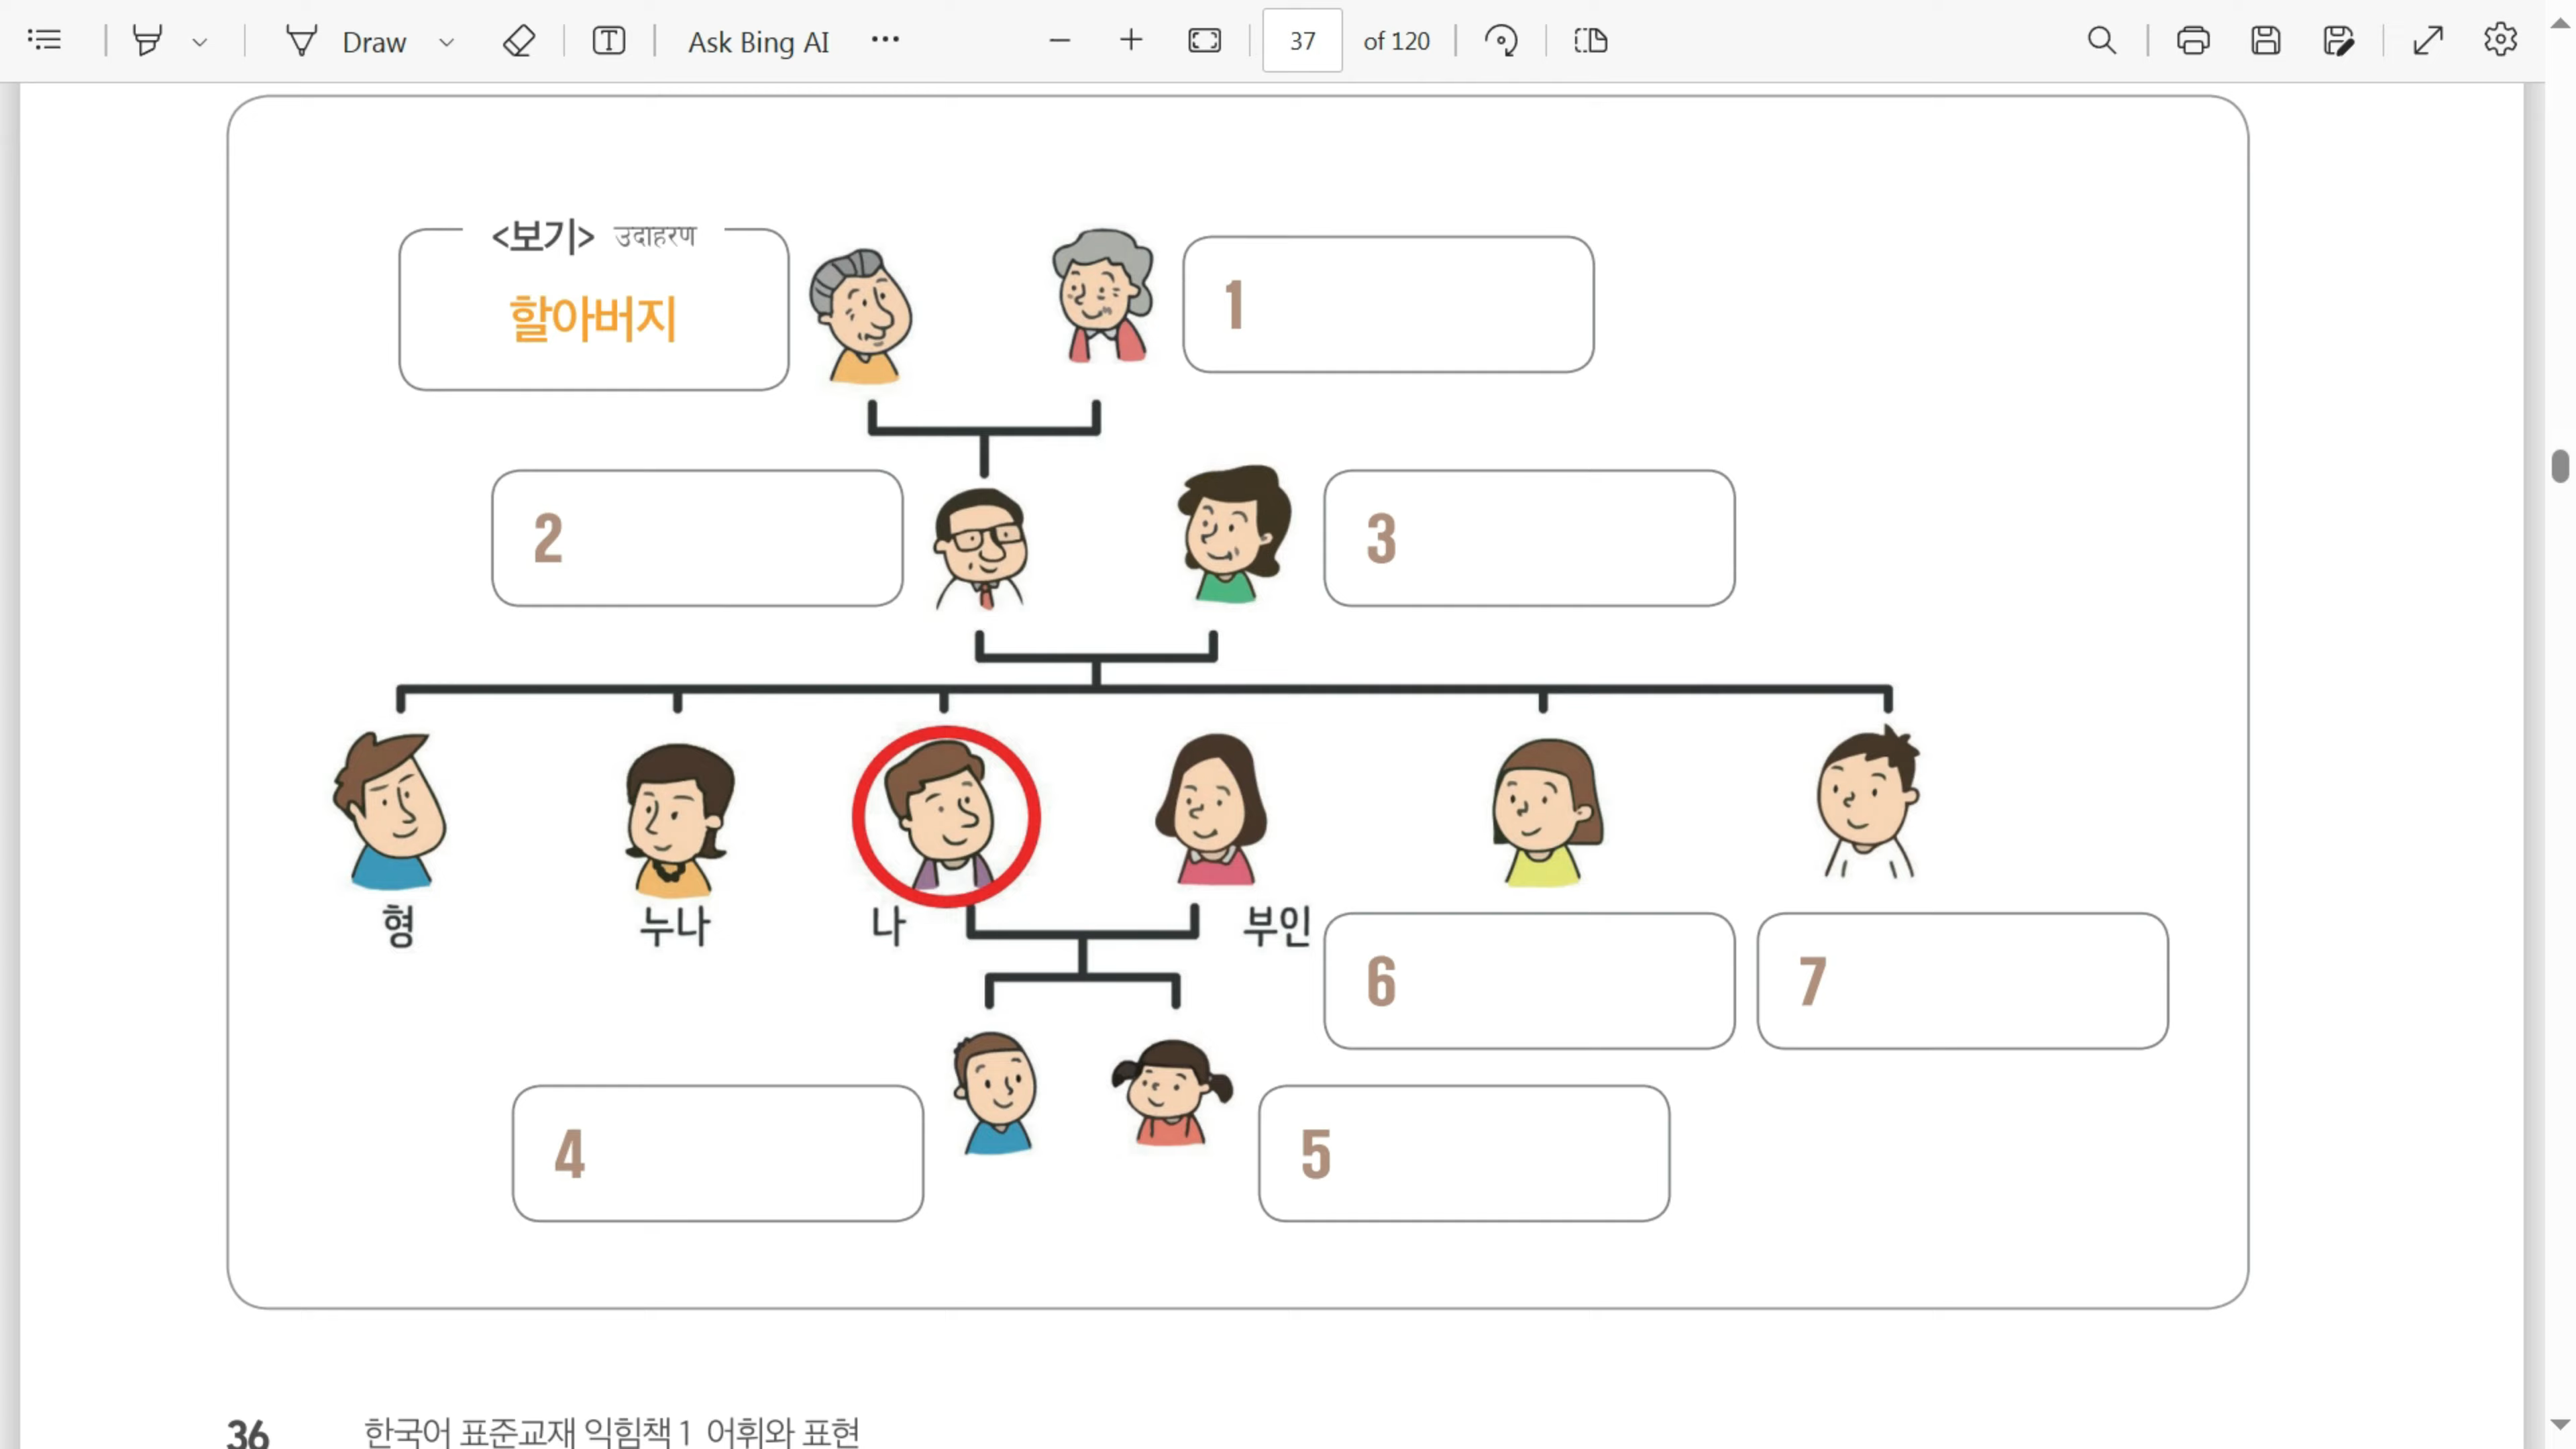 Draw
Ask Bing AI
37 of 120
<보기> उदाहरण
할아버지
1
2
3
형
누나
나
부인
6
7
4
5
36 한국어 표준교재 익힘책 1 어휘와 표현